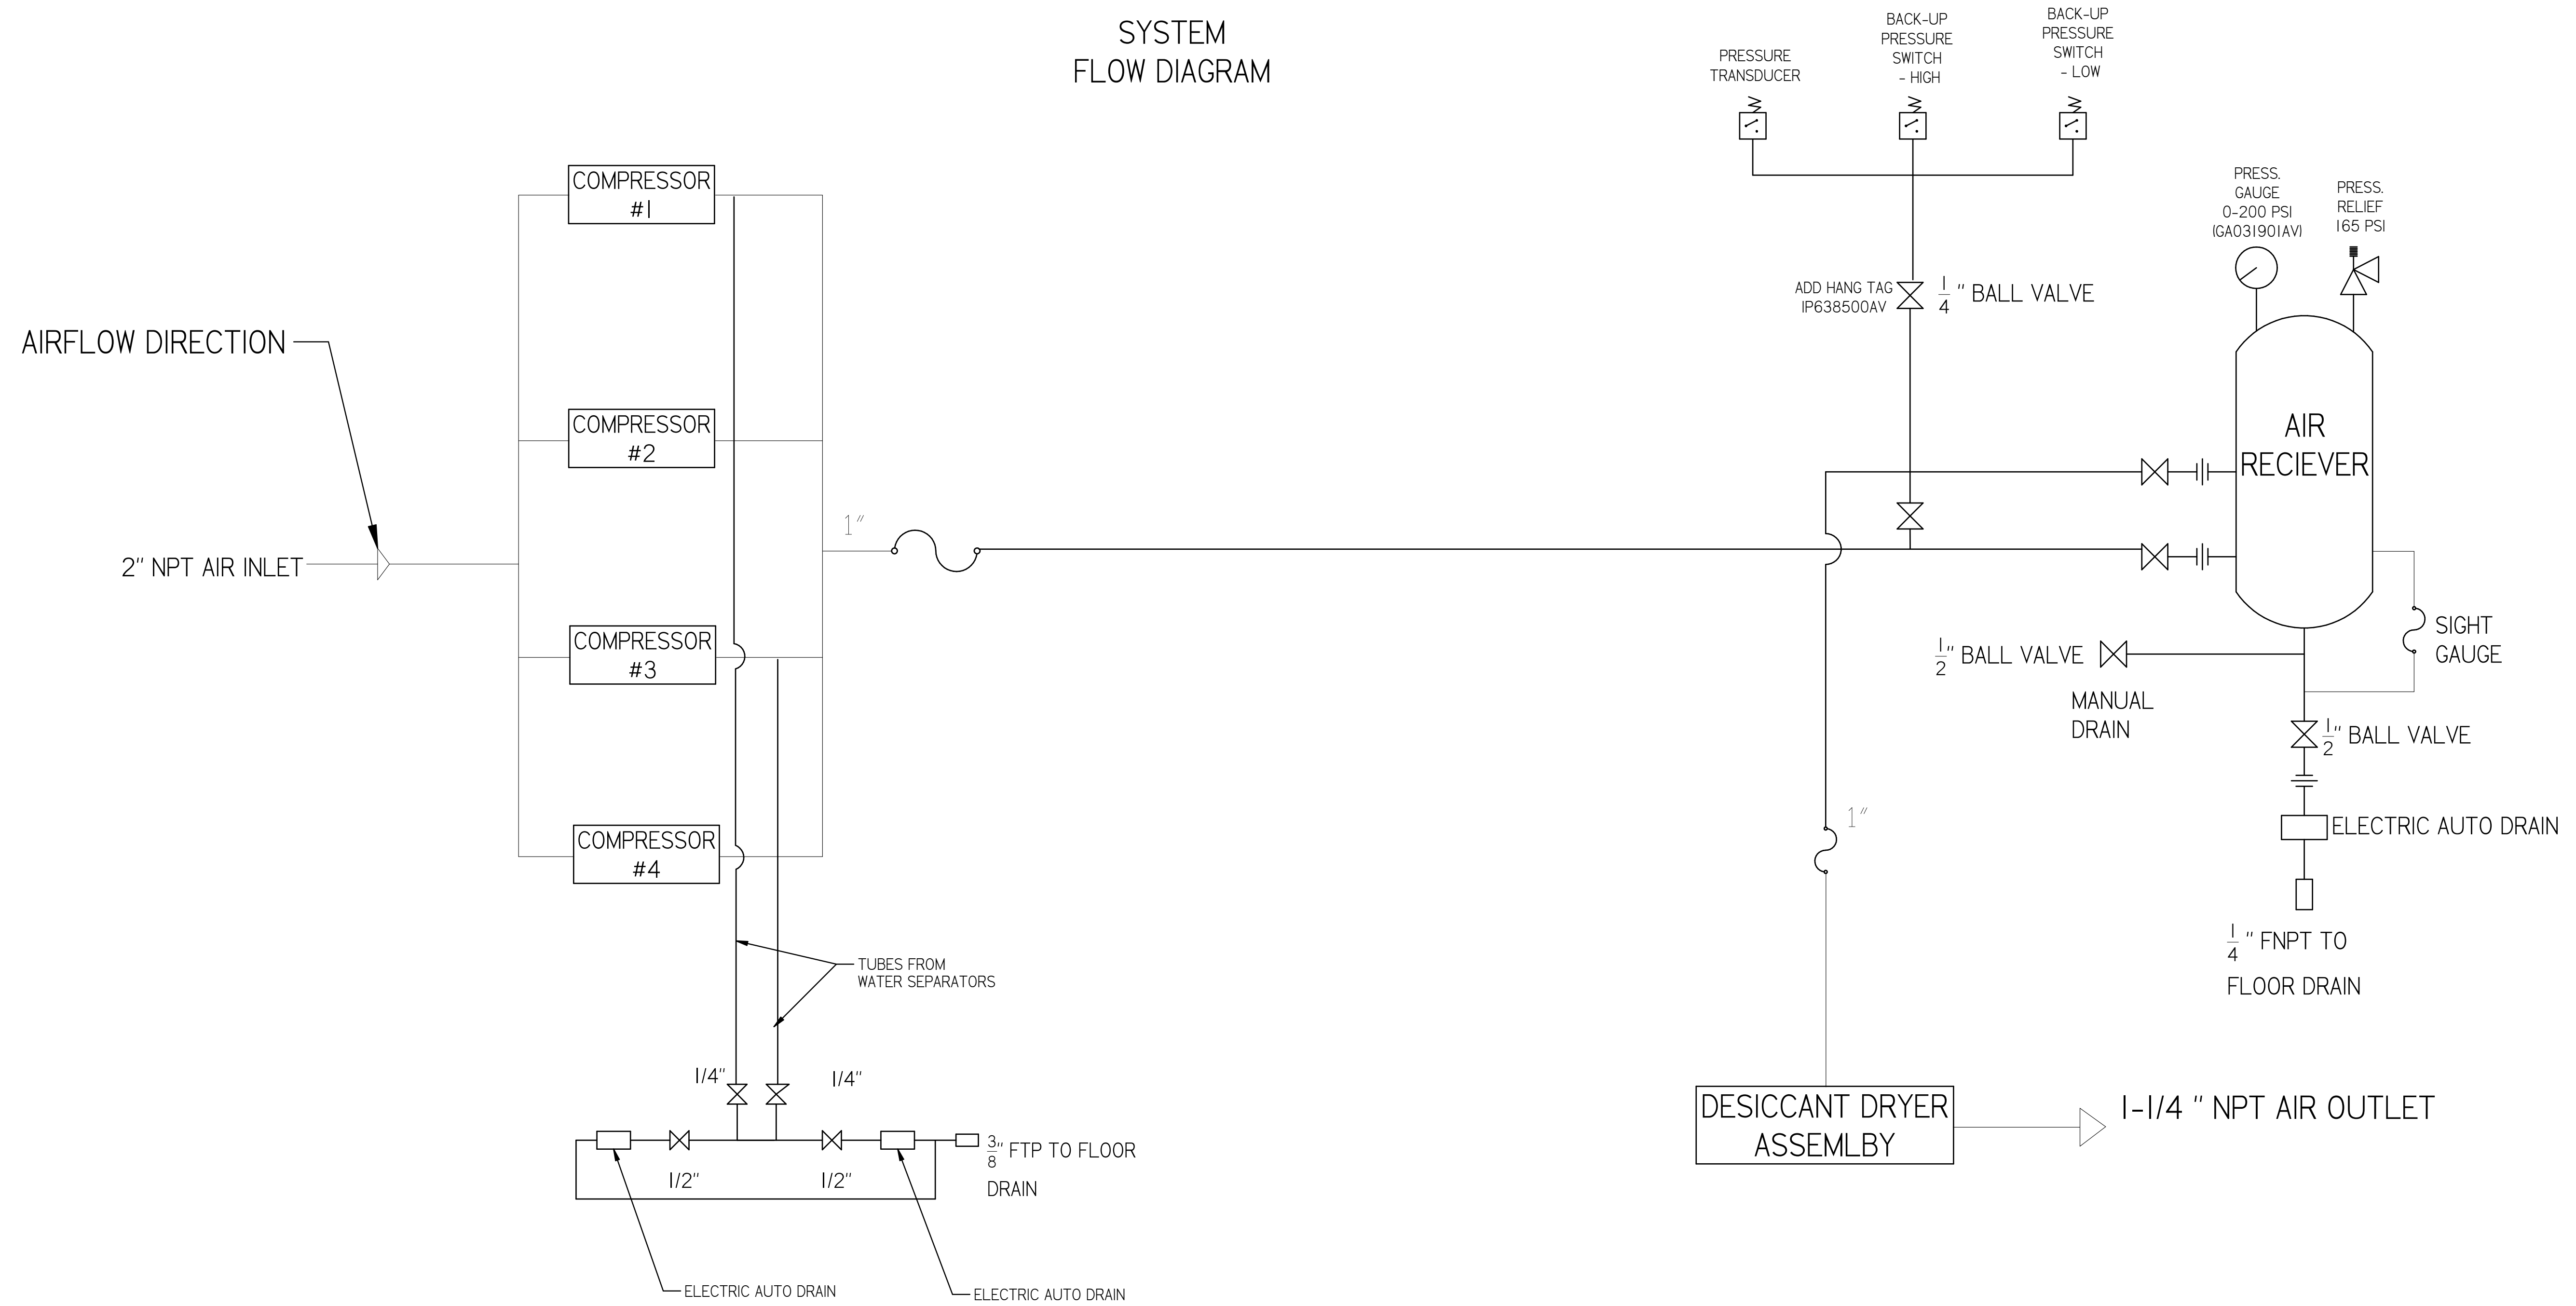 SYSTEM
FLOW DIAGRAM
PRESSURE
TRANSDUCER
BACK-UP
PRESSURE
SWITCH
- HIGH
BACK-UP
PRESSURE
SWITCH
- LOW
COMPRESSOR
#1
PRESS.
GAUGE
0-200 PSI
(GA031901AV)
PRESS.
RELIEF
165 PSI
ADD HANG TAG
IP638500AV
1/4 " BALL VALVE
AIRFLOW DIRECTION
COMPRESSOR
#2
AIR
RECIEVER
1"
2" NPT AIR INLET
COMPRESSOR
#3
1/2" BALL VALVE
MANUAL
DRAIN
SIGHT
GAUGE
1/2" BALL VALVE
COMPRESSOR
#4
1"
ELECTRIC AUTO DRAIN
1/4 " FNPT TO
FLOOR DRAIN
TUBES FROM
WATER SEPARATORS
1/4"
1/4"
1/2"
1/2"
3/8" FTP TO FLOOR
DRAIN
DESICCANT DRYER
ASSEMLBY
1-1/4 " NPT AIR OUTLET
ELECTRIC AUTO DRAIN
ELECTRIC AUTO DRAIN